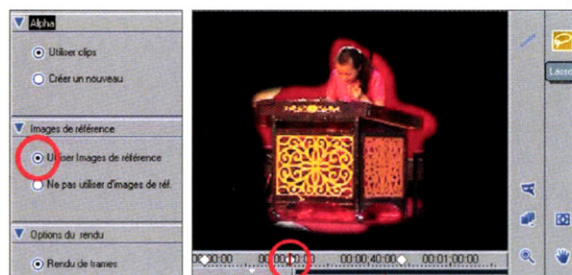 Alpha
Utiliser clips
Créer un nouveau
Images de référence
Utiliser Images de référence
Ne pas utiliser d'images de réf.
Options du rendu
Rendu de trames
Lasso
00:00:40:00 00:01:00:00